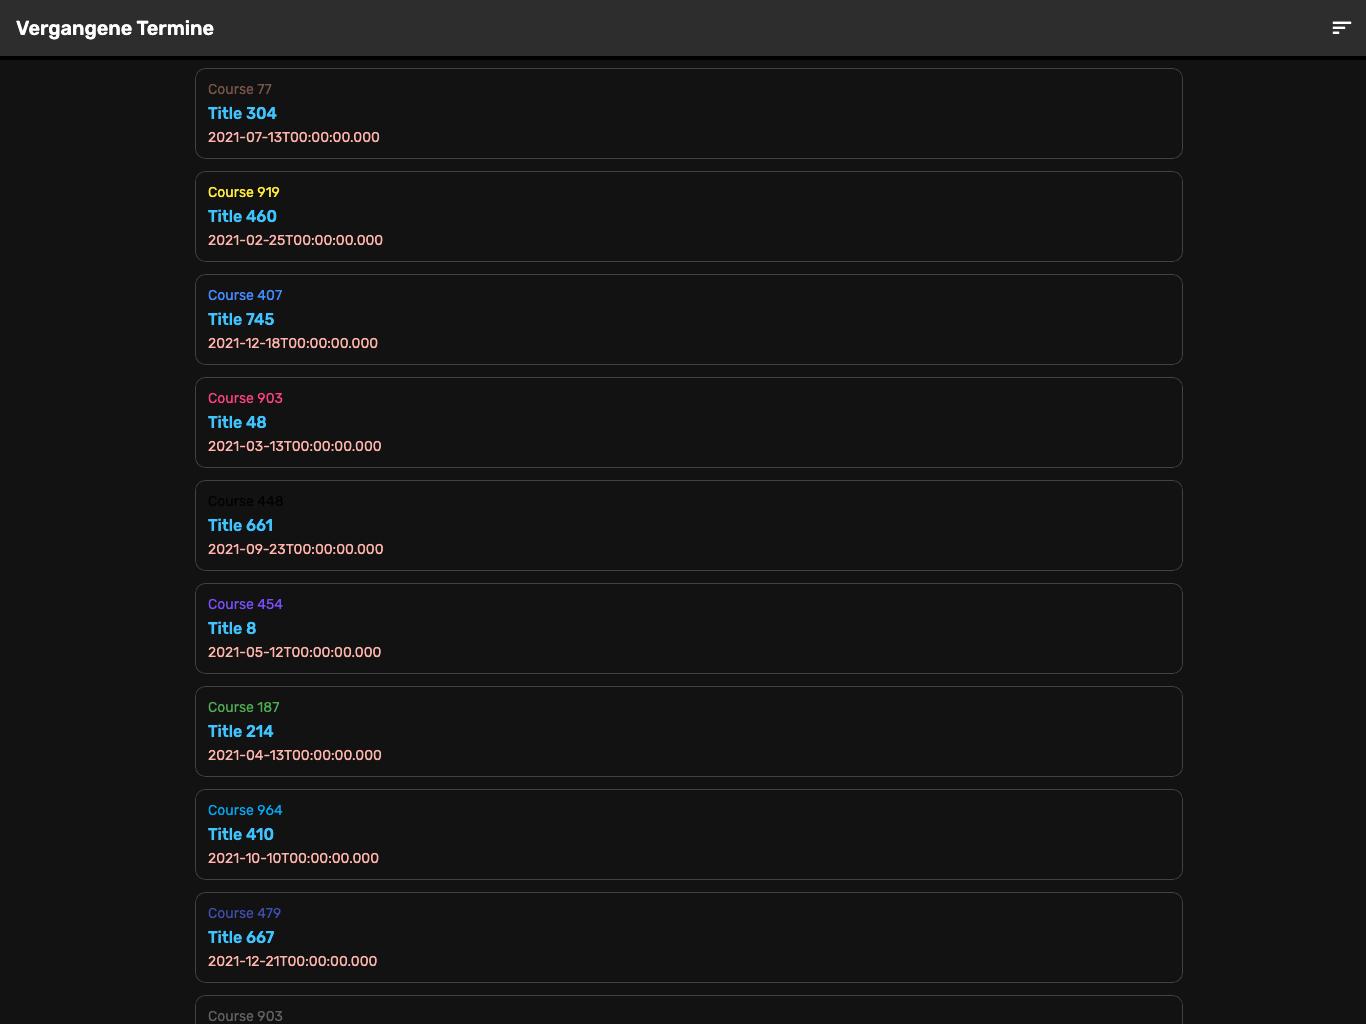 Vergangene Termine
Course 77
Title 304
2021-07-13T00:00:00.000
Course 919
Title 460
2021-02-25T00:00:00.000
Course 407
Title 745
2021-12-18T00:00:00.000
Course 903
Title 48
2021-03-13T00:00:00.000
Course 448
Title 661
2021-09-23T00:00:00.000
Course 454
Title 8
2021-05-12T00:00:00.000
Course 187
Title 214
2021-04-13T00:00:00.000
Course 964
Title 410
2021-10-10T00:00:00.000
Course 479
Title 667
2021-12-21T00:00:00.000
Course 903